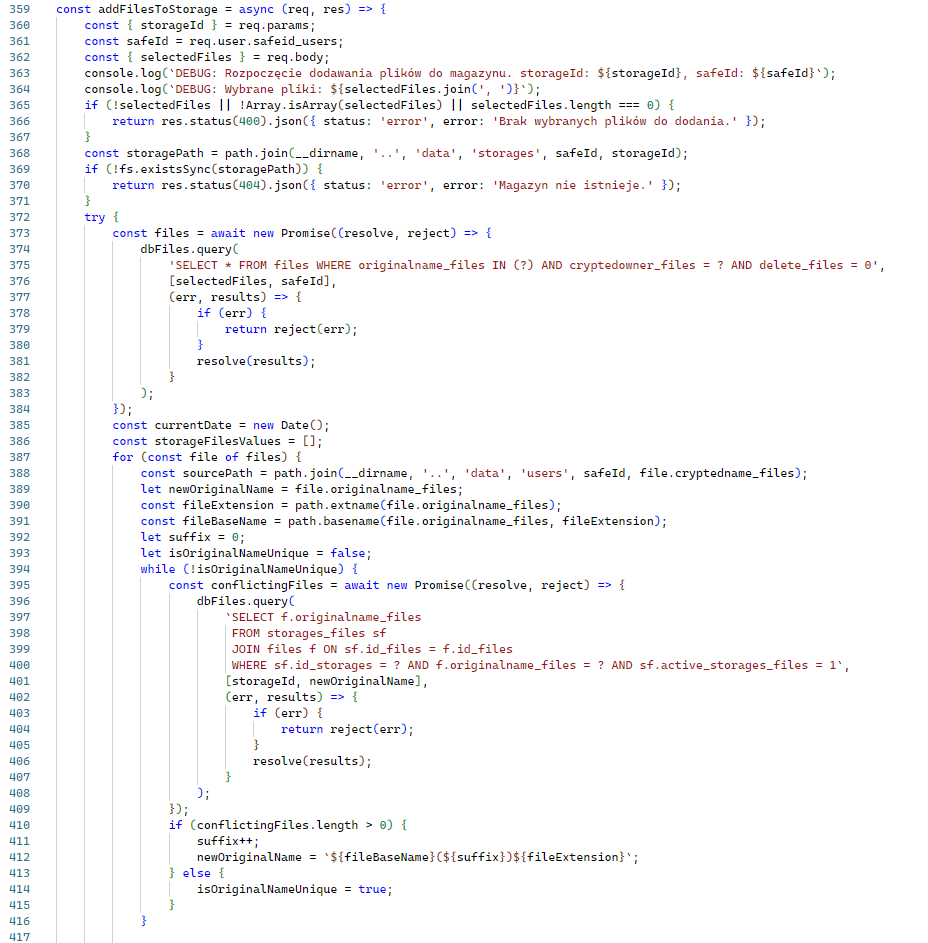 359 const addFilesToStorage = async (req, res) => {
360 const { storageId } = req.params;
361 const safeId = req.user.safeid_users;
362 const { selectedFiles } = req.body;
363 console.log(`DEBUG: Rozpoczęcie dodawania plików do magazynu. storageId: ${storageId}, safeId: ${safeId}`);
364 console.log(`DEBUG: Wybrane pliki: ${selectedFiles.join(', ')}`);
365 if (!selectedFiles || !Array.isArray(selectedFiles) || selectedFiles.length === 0) {
366 return res.status(400).json({ status: 'error', error: 'Brak wybranych plików do dodania.' });
367 }
368 const storagePath = path.join(__dirname, '..', 'data', 'storages', safeId, storageId);
369 if (!fs.existsSync(storagePath)) {
370 return res.status(404).json({ status: 'error', error: 'Magazyn nie istnieje.' });
371 }
372 try {
373 const files = await new Promise((resolve, reject) => {
374 dbFiles.query(
375 'SELECT * FROM files WHERE originalname_files IN (?) AND cryptedowner_files = ? AND delete_files = 0',
376 [selectedFiles, safeId],
377 (err, results) => {
378 if (err) {
379 return reject(err);
380 }
381 resolve(results);
382 }
383 );
384 });
385 const currentDate = new Date();
386 const storageFilesValues = [];
387 for (const file of files) {
388 const sourcePath = path.join(__dirname, '..', 'data', 'users', safeId, file.cryptedname_files);
389 let newOriginalName = file.originalname_files;
390 const fileExtension = path.extname(file.originalname_files);
391 const fileBaseName = path.basename(file.originalname_files, fileExtension);
392 let suffix = 0;
393 let isOriginalNameUnique = false;
394 while (!isOriginalNameUnique) {
395 const conflictingFiles = await new Promise((resolve, reject) => {
396 dbFiles.query(
397 `SELECT f.originalname_files
398 FROM storages_files sf
399 JOIN files f ON sf.id_files = f.id_files
400 WHERE sf.id_storages = ? AND f.originalname_files = ? AND sf.active_storages_files = 1`,
401 [storageId, newOriginalName],
402 (err, results) => {
403 if (err) {
404 return reject(err);
405 }
406 resolve(results);
407 }
408 );
409 });
410 if (conflictingFiles.length > 0) {
411 suffix++;
412 newOriginalName = `${fileBaseName}(${suffix})${fileExtension}`;
413 } else {
414 isOriginalNameUnique = true;
415 }
416 }
417